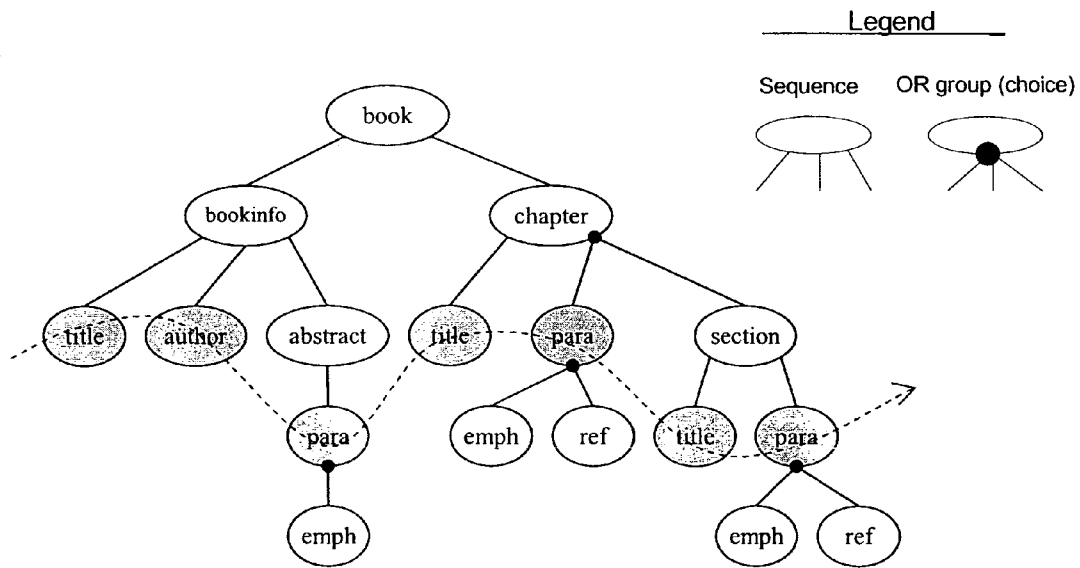 Legend
Sequence OR group (choice)
book
bookinfo chapter
title author abstract title para section
para emph ref title para
emph emph ref